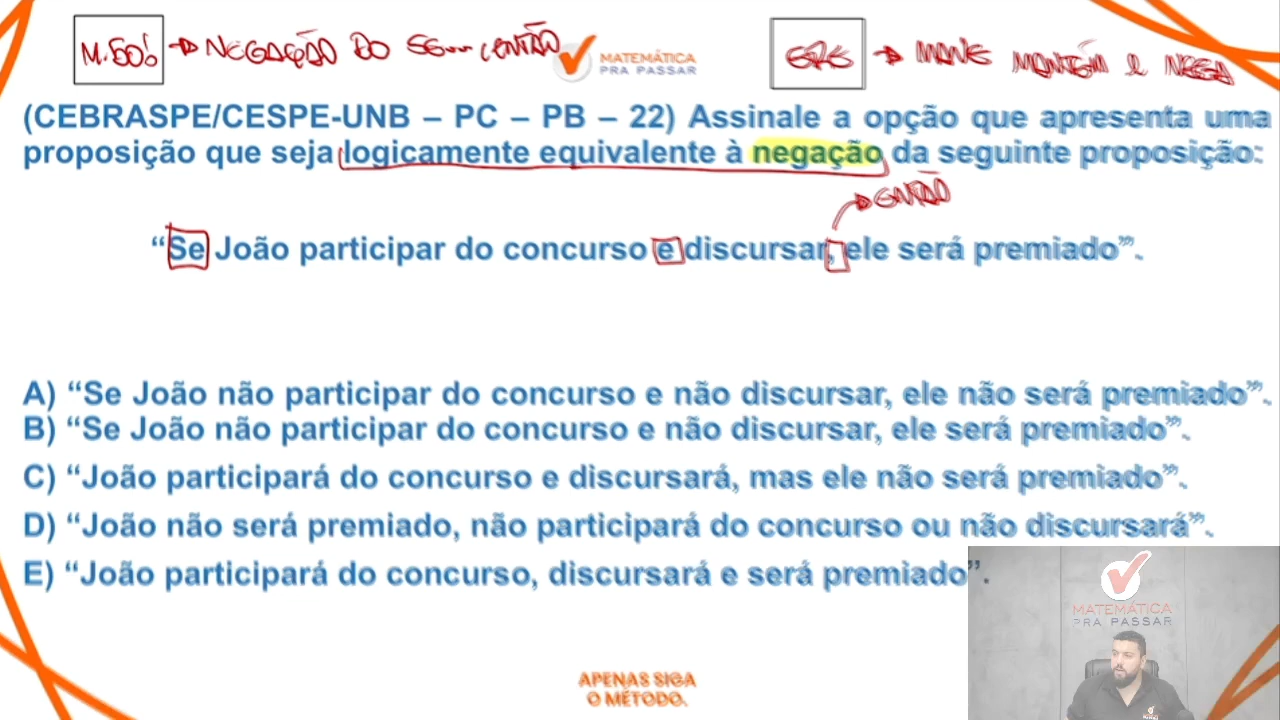 NEGAÇÃO DO SE... ENTÃO
MATEMÁTICA
PRA PASSAR
MANÉ MANTÉM E NEGA
(CEBRASPE/CESPE-UNB – PC – PB – 22) Assinale a opção que apresenta uma
proposição que seja logicamente equivalente à negação da seguinte proposição:
ENTÃO
“Se João participar do concurso e discursar, ele será premiado”.
A) “Se João não participar do concurso e não discursar, ele não será premiado”.
B) “Se João não participar do concurso e não discursar, ele será premiado”.
C) “João participará do concurso e discursará, mas ele não será premiado”.
D) “João não será premiado, não participará do concurso ou não discursará”.
E) “João participará do concurso, discursará e será premiado”.
MATEMÁTICA
PRA PASSAR
APENAS SIGA
O MÉTODO.